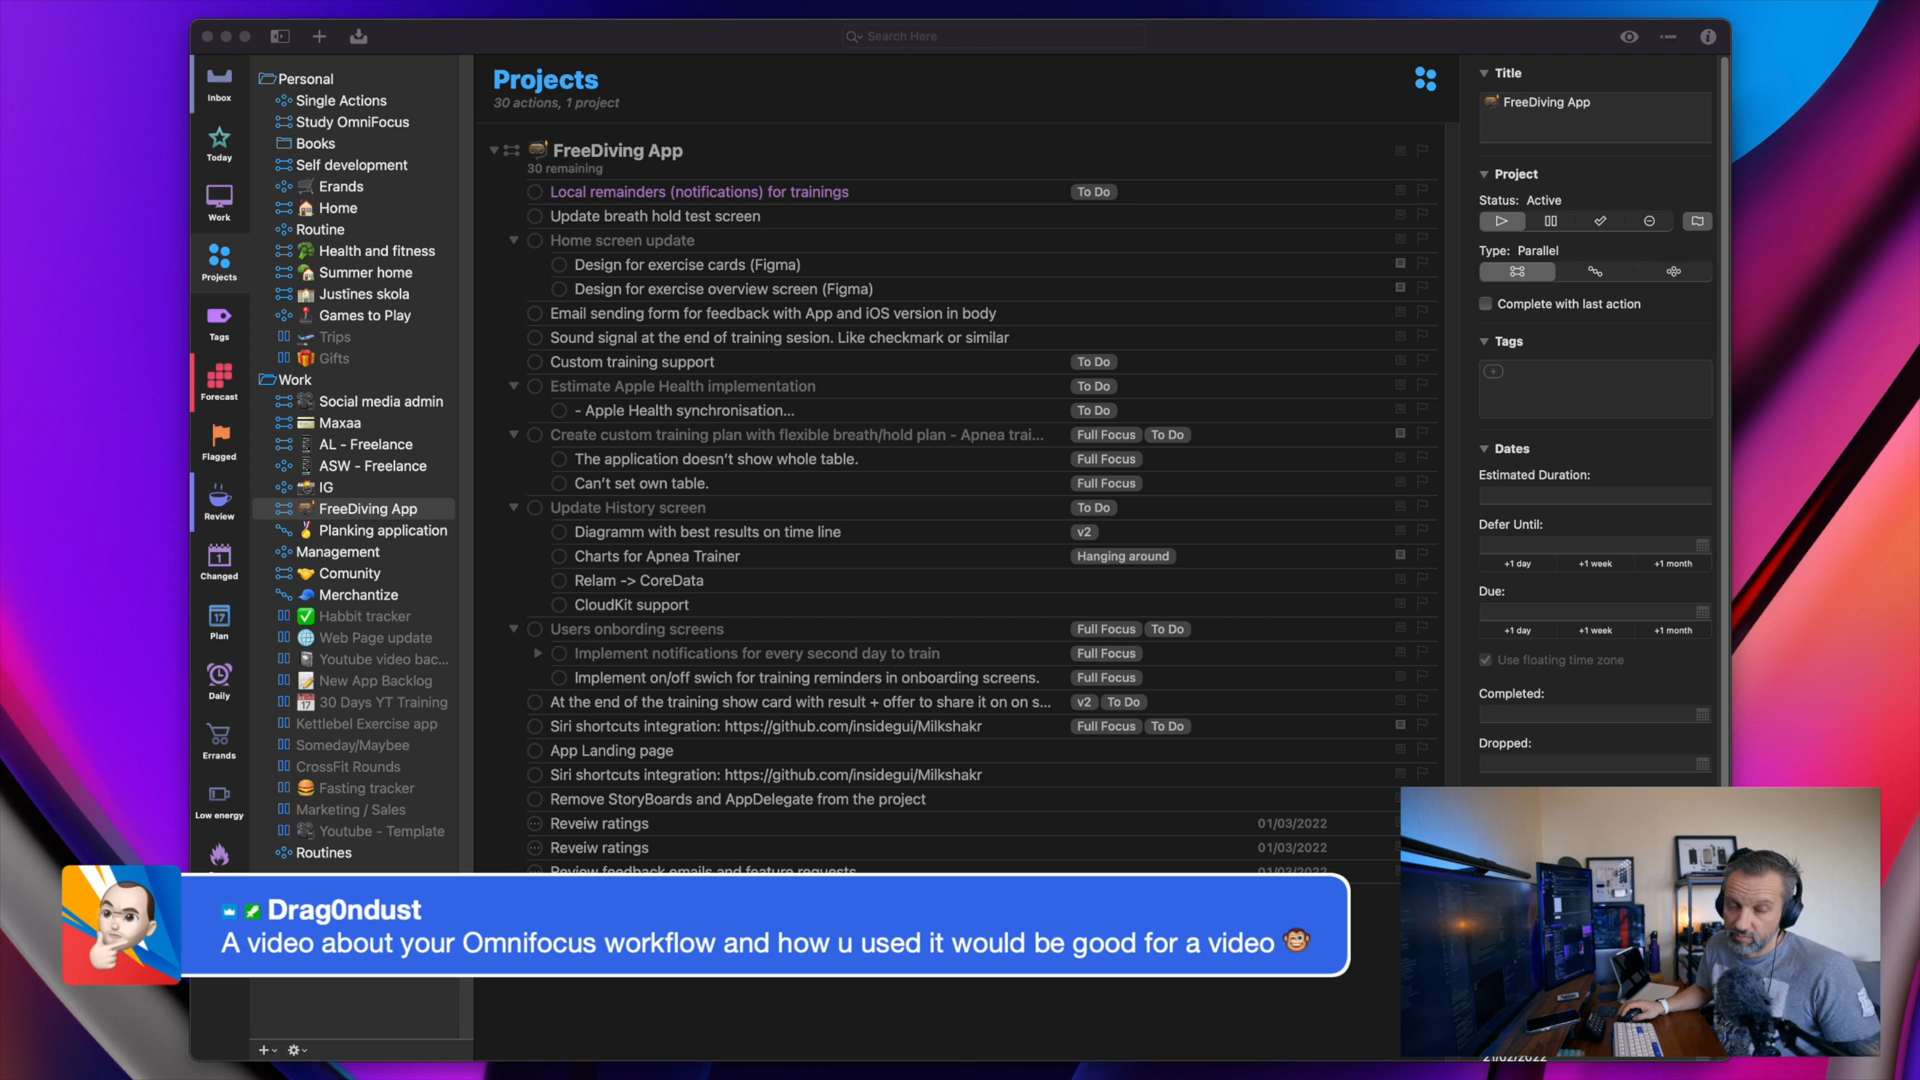 Search Here
Inbox
Today
Work
Projects
Tags
Forecast
Flagged
Review
1
Changed
17
Plan
Daily
Errands
Low energy
Personal
Single Actions
Study OmniFocus
Books
Self development
Erands
Home
Routine
Health and fitness
Summer home
Justīnes skola
Games to Play
Trips
Gifts
Work
Social media admin
Maxaa
AL - Freelance
ASW - Freelance
IG
FreeDiving App
Planking application
Management
Comunity
Merchantize
Habbit tracker
Web Page update
Youtube video bac...
New App Backlog
30 Days YT Training
Kettlebel Exercise app
Someday/Maybee
CrossFit Rounds
Fasting tracker
Marketing / Sales
Youtube - Template
Routines
Projects
30 actions, 1 project
FreeDiving App
30 remaining
Local remainders (notifications) for trainings To Do
Update breath hold test screen
Home screen update
Design for exercise cards (Figma)
Design for exercise overview screen (Figma)
Email sending form for feedback with App and iOS version in body
Sound signal at the end of training sesion. Like checkmark or similar
Custom training support To Do
Estimate Apple Health implementation To Do
- Apple Health synchronisation... To Do
Create custom training plan with flexible breath/hold plan - Apnea trai... Full Focus To Do
The application doesn't show whole table. Full Focus
Can't set own table. Full Focus
Update History screen To Do
Diagramm with best results on time line v2
Charts for Apnea Trainer Hanging around
Relam -> CoreData
CloudKit support
Users onbording screens Full Focus To Do
Implement notifications for every second day to train Full Focus
Implement on/off swich for training reminders in onboarding screens. Full Focus
At the end of the training show card with result + offer to share it on on s... v2 To Do
Siri shortcuts integration: https://github.com/insidegui/Milkshakr Full Focus To Do
App Landing page
Siri shortcuts integration: https://github.com/insidegui/Milkshakr
Remove StoryBoards and AppDelegate from the project
Reveiw ratings 01/03/2022
Reveiw ratings 01/03/2022
Review feedback emails and feature requests 01/03/2022
Title
FreeDiving App
Project
Status: Active
Type: Parallel
Complete with last action
Tags
Dates
Estimated Duration:
Defer Until:
+1 day +1 week +1 month
Due:
+1 day +1 week +1 month
Use floating time zone
Completed:
Dropped:
21/02/2022
Drag0ndust
A video about your Omnifocus workflow and how u used it would be good for a video